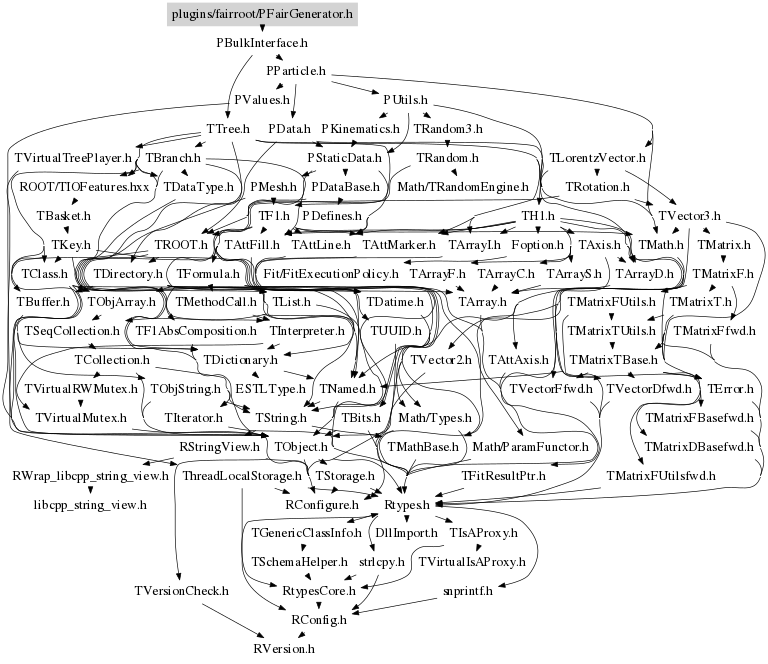 plugins/fairroot/PFairGenerator.h
PBulkInterface.h
PParticle.h
PValues.h PUtils.h
TTree.h PData.h PKinematics.h TRandom3.h
TVirtualTreePlayer.h TBranch.h PStaticData.h TRandom.h TLorentzVector.h
ROOT/TIOFeatures.hxx TDataType.h PMesh.h PDataBase.h Math/TRandomEngine.h TRotation.h
TBasket.h TF1.h PDefines.h TH1.h TVector3.h
TKey.h TROOT.h TAttFill.h TAttLine.h TAttMarker.h TArrayI.h Foption.h TAxis.h TMath.h TMatrix.h
TClass.h TDirectory.h TFormula.h Fit/FitExecutionPolicy.h TArrayF.h TArrayC.h TArrayS.h TArrayD.h TMatrixF.h
TBuffer.h TObjArray.h TMethodCall.h TList.h TDatime.h TArray.h TMatrixFUtils.h TMatrixT.h
TSeqCollection.h TF1AbsComposition.h TInterpreter.h TUUID.h TMatrixTUtils.h TMatrixFfwd.h
TCollection.h TDictionary.h TVector2.h TAttAxis.h TMatrixTBase.h
TVirtualRWMutex.h TObjString.h ESTLType.h TNamed.h TVectorFfwd.h TVectorDfwd.h TError.h
TVirtualMutex.h TIterator.h TString.h TBits.h Math/Types.h TMatrixFBasefwd.h
RStringView.h TObject.h TMathBase.h Math/ParamFunctor.h TMatrixDBasefwd.h
RWrap_libcpp_string_view.h ThreadLocalStorage.h TStorage.h TFitResultPtr.h TMatrixFUtilsfwd.h
libcpp_string_view.h RConfigure.h Rtypes.h
TGenericClassInfo.h DllImport.h TIsAProxy.h
TSchemaHelper.h strlcpy.h TVirtualIsAProxy.h
TVersionCheck.h RtypesCore.h snprintf.h
RConfig.h
RVersion.h